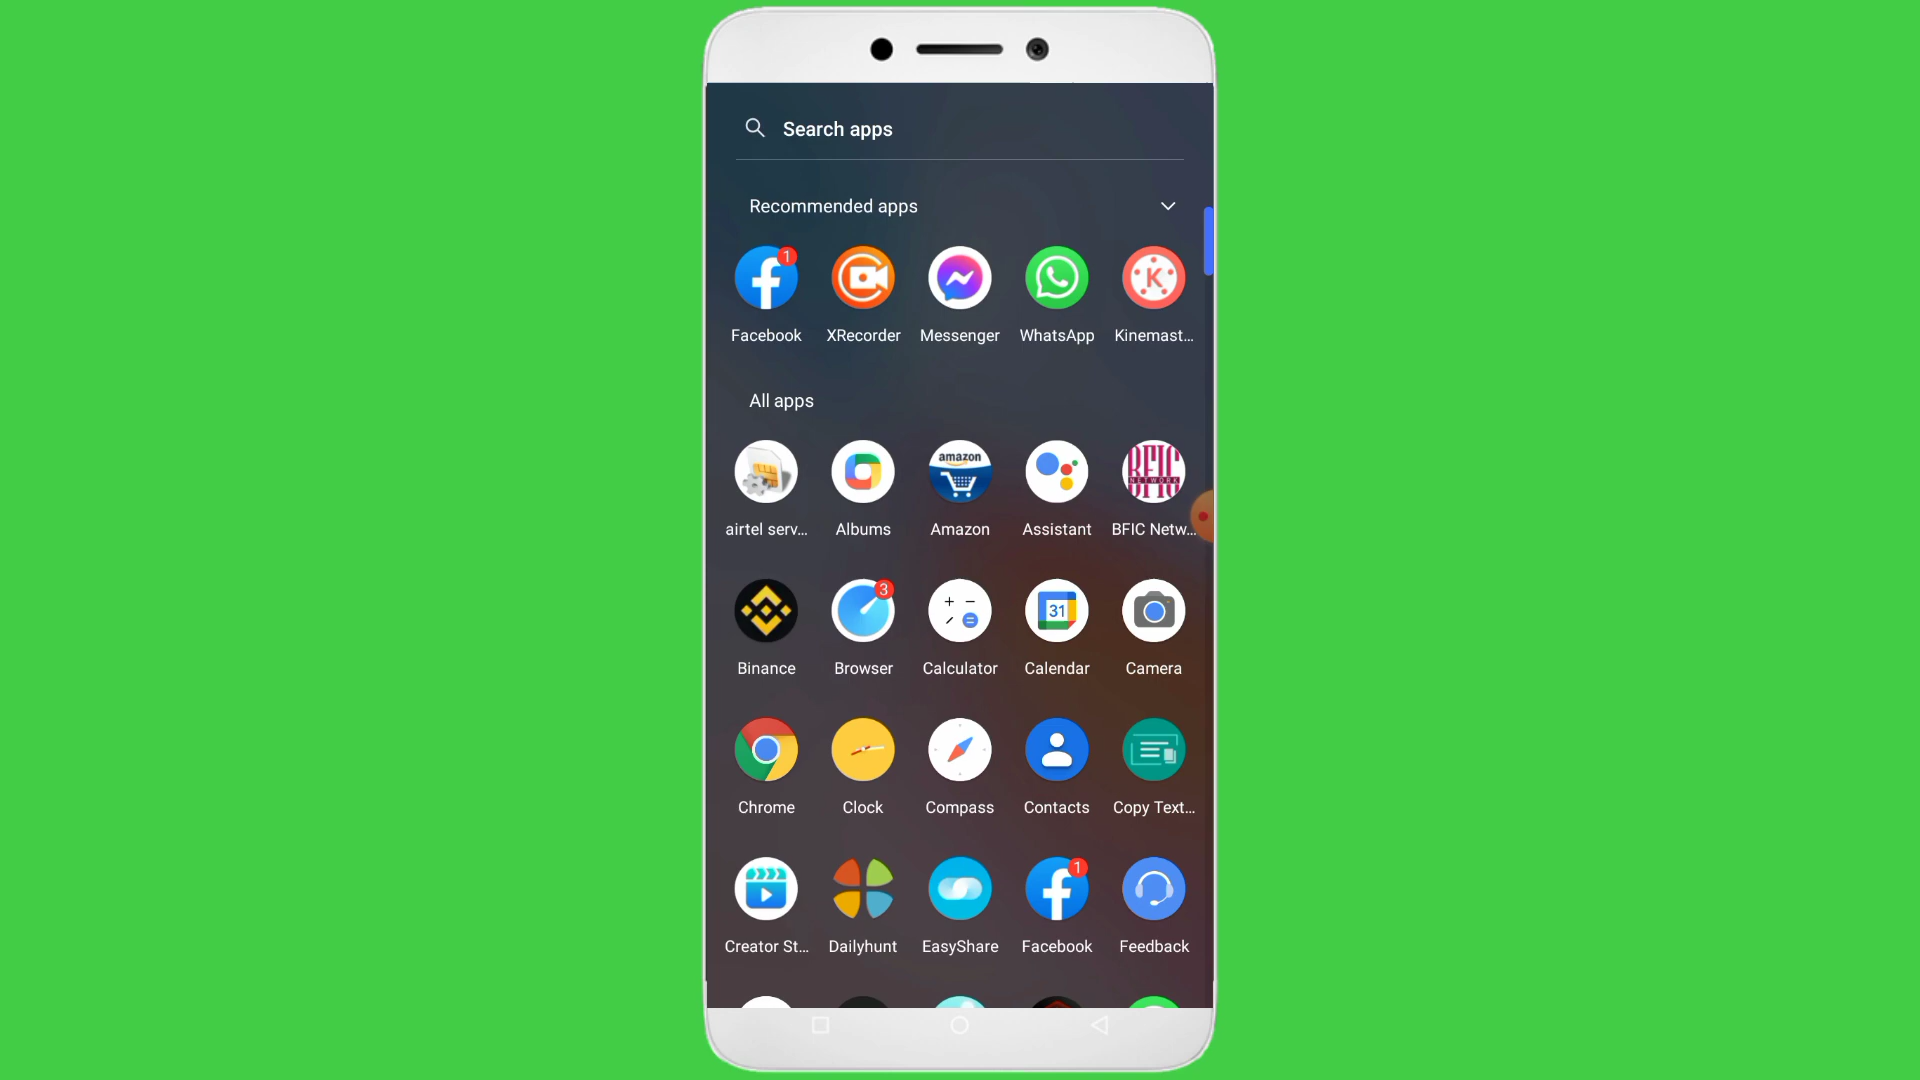 Search apps
Recommended apps
1
Facebook XRecorder Messenger WhatsApp Kinemast...
All apps
amazon BFIC NETWORK
airtel serv... Albums Amazon Assistant BFIC Netw...
3 31
Binance Browser Calculator Calendar Camera
Chrome Clock Compass Contacts Copy Text...
1
Creator St... Dailyhunt EasyShare Facebook Feedback